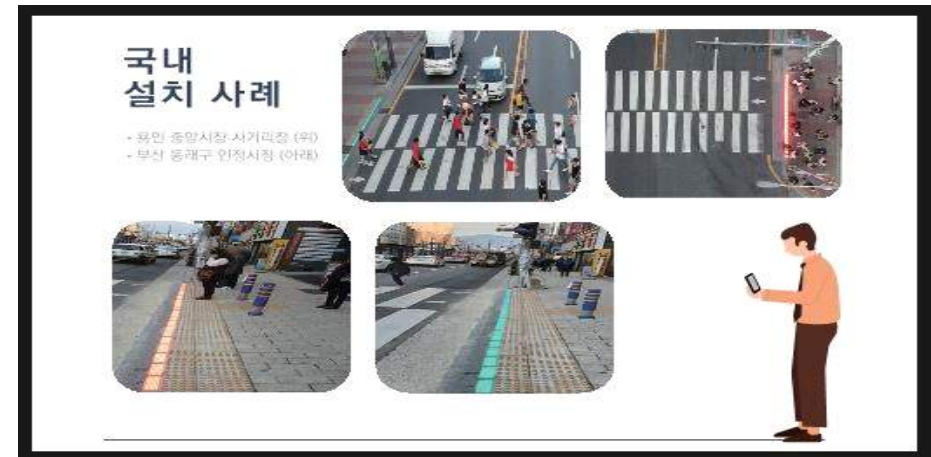 국내
설치 사례
- 용인 중앙시장 사거리장 (위)
- 부산 동래구 인정시장 (아래)